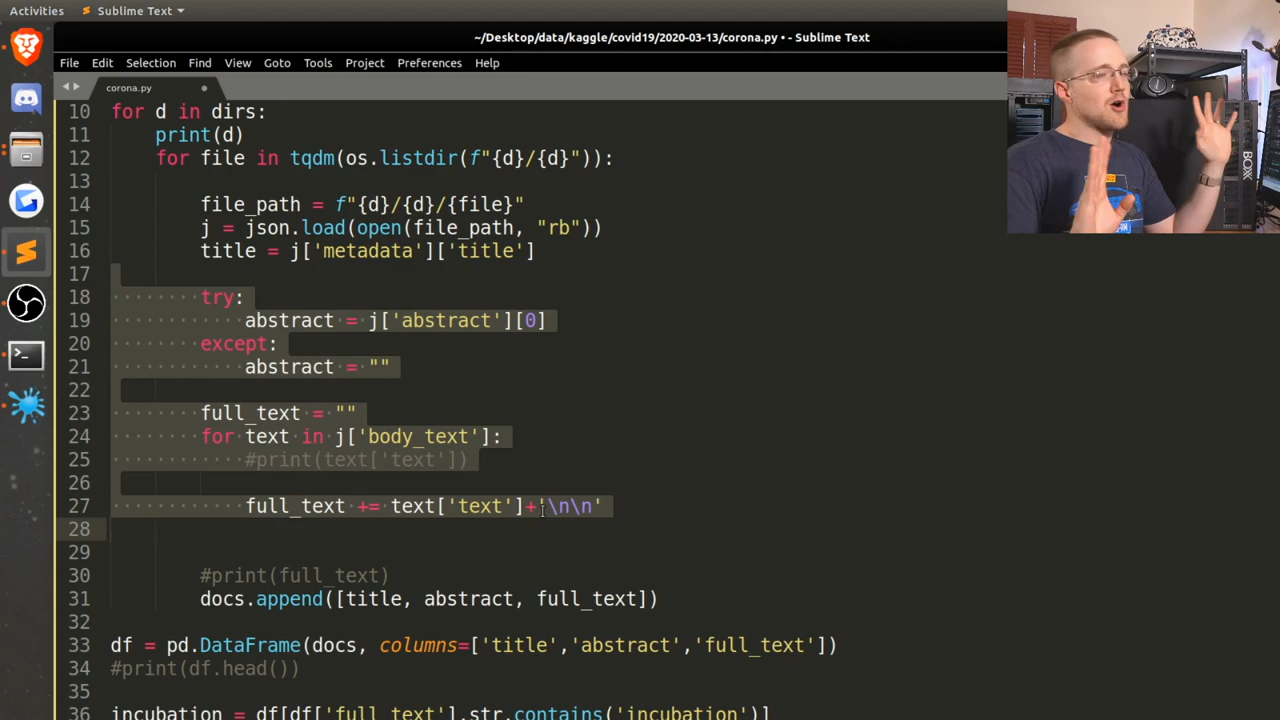 Activities Sublime Text
~/Desktop/data/kaggle/covid19/2020-03-13/corona.py • - Sublime Text
File Edit Selection Find View Goto Tools Project Preferences Help
corona.py
10 for d in dirs:
11 print(d)
12 for file in tqdm(os.listdir(f"{d}/{d}")):
13
14 file_path = f"{d}/{d}/{file}"
15 j = json.load(open(file_path, "rb"))
16 title = j['metadata']['title']
17
18 try:
19 abstract = j['abstract'][0]
20 except:
21 abstract = ""
22
23 full_text = ""
24 for text in j['body_text']:
25 #print(text['text'])
26
27 full_text += text['text']+'\n\n'
28
29
30 #print(full_text)
31 docs.append([title, abstract, full_text])
32
33 df = pd.DataFrame(docs, columns=['title','abstract','full_text'])
34 #print(df.head())
35
36 incubation = df[df['full_text'].str.contains('incubation')]
BOXX